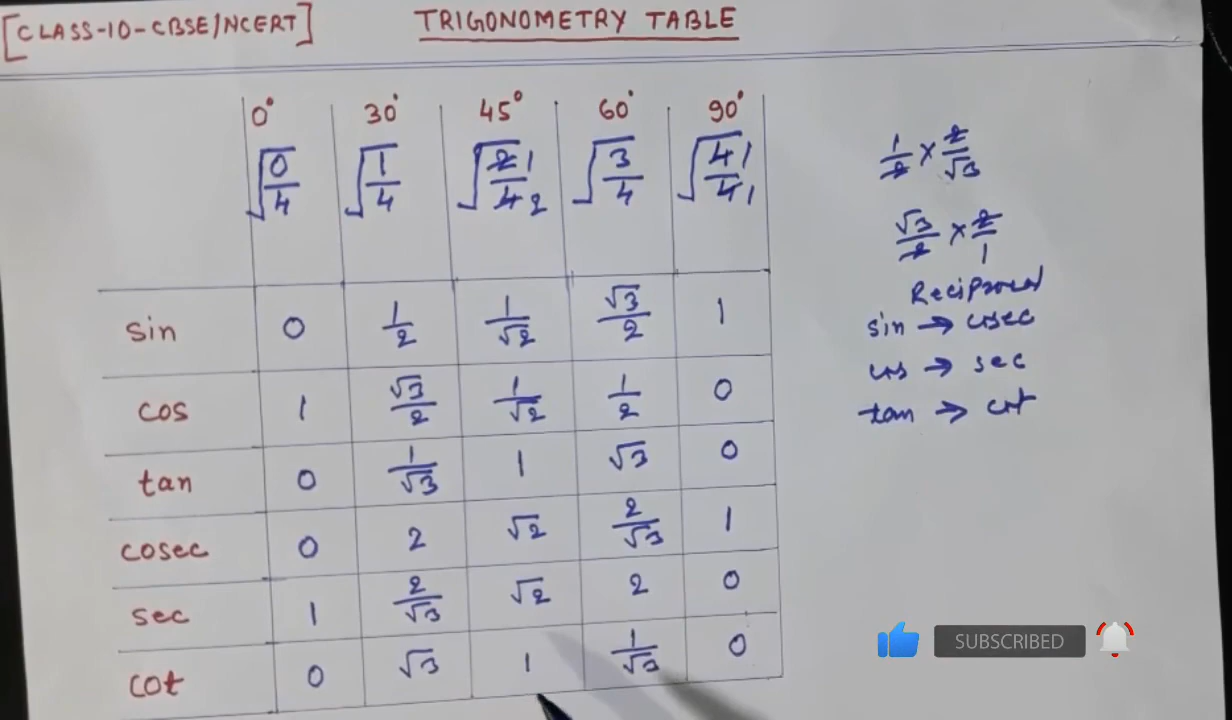 [CLASS-10-CBSE/NCERT] TRIGONOMETRY TABLE
0° 30° 45° 60° 90°
√0/4 √1/4 √2/4 1 2 √3/4 √4/4 1 1
1/2 × 2/√3
√3/2 × 2/1
Reciprocal
sin → cosec
cos → sec
tan → cot
sin 0 1/2 1/√2 √3/2 1
cos 1 √3/2 1/√2 1/2 0
tan 0 1/√3 1 √3 0
cosec 0 2 √2 2/√3 1
sec 1 2/√3 √2 2 0
cot 0 √3 1 1/√3 0
SUBSCRIBED